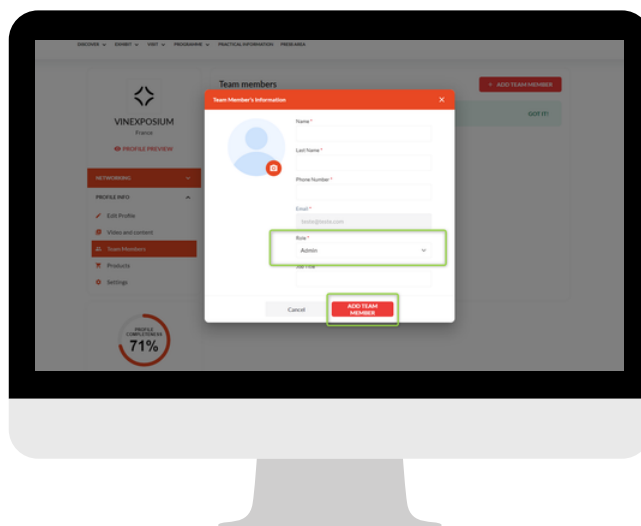 DISCOVER EXHIBIT VISIT PROGRAMME PRACTICAL INFORMATION PRESS AREA
Team members
+ ADD TEAM MEMBER
GOT IT!
VINEXPOSIUM
France
PROFILE PREVIEW
NETWORKING
PROFILE INFO
Edit Profile
Video and content
Team Members
Products
Settings
PROFILE
COMPLETENESS
71%
Team Member's Information
Name *
Last Name *
Phone Number *
Email *
Role *
Admin
Job Title
Cancel
ADD TEAM
MEMBER